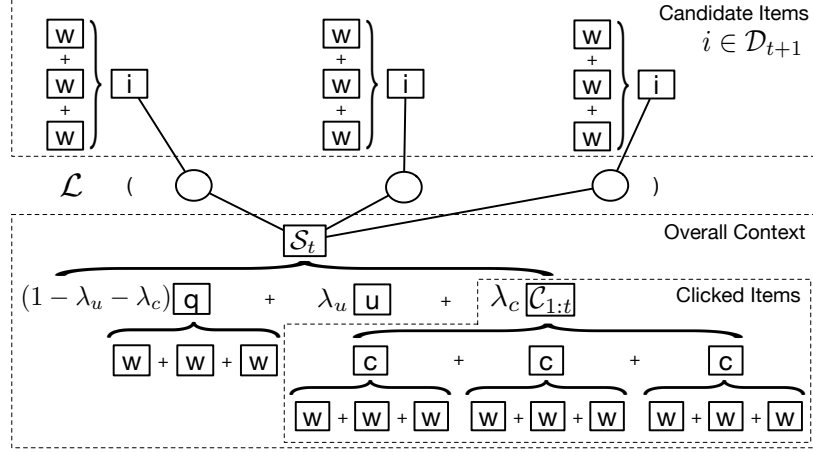 Candidate Items
w w w
+ + +
w i w i w i
i ∈ D_{t+1}
+ + +
w w w
L ( )
S_t
Overall Context
(1 − λ_u − λ_c) q + λ_u u + λ_c C_{1:t}
Clicked Items
w + w + w
c + c + c
w + w + w w + w + w w + w + w